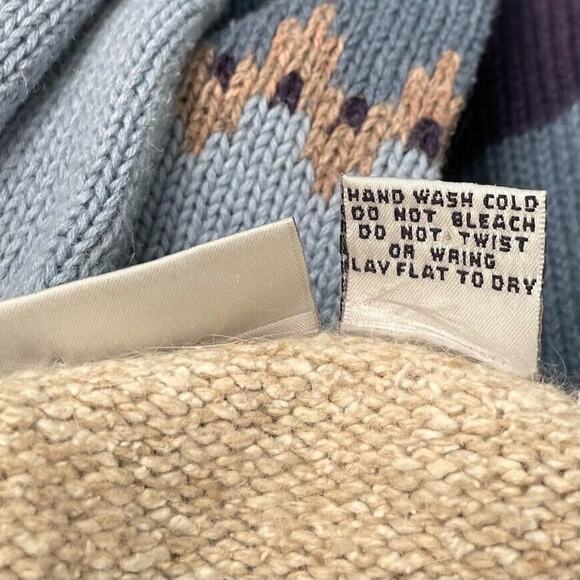 HAND WASH COLD
DO NOT BLEACH
DO NOT TWIST
OR WRING
LAY FLAT TO DRY